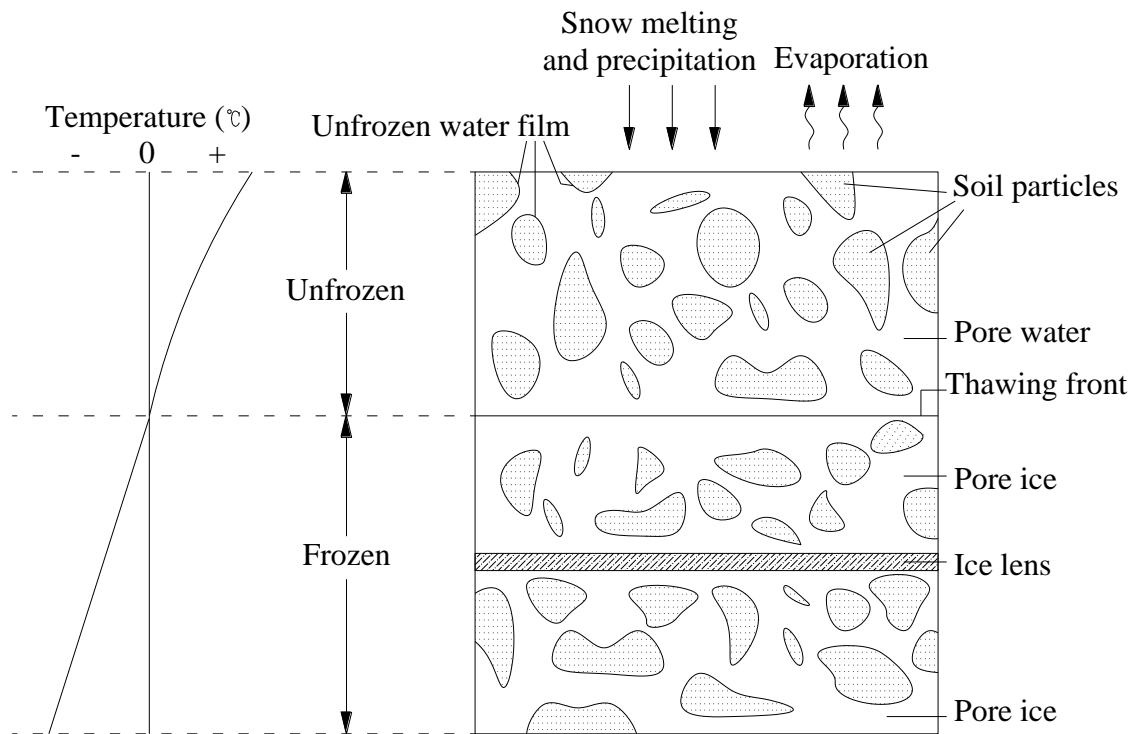 Snow melting
and precipitation
Evaporation
Temperature (℃)
- 0 +
Unfrozen water film
Soil particles
Unfrozen
Pore water
Thawing front
Pore ice
Frozen
Ice lens
Pore ice